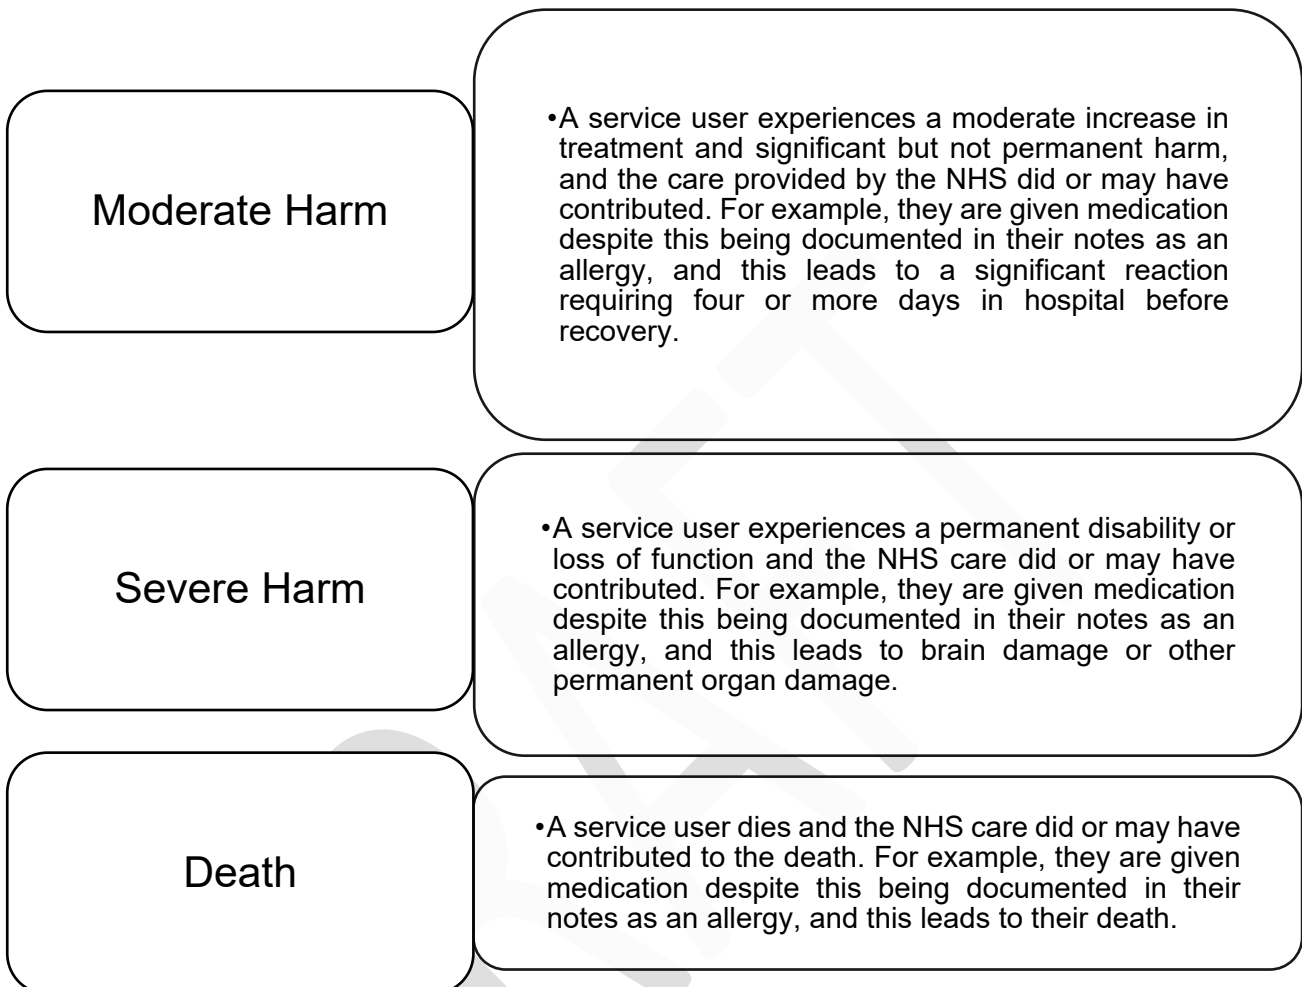 Moderate Harm
•A service user experiences a moderate increase in
treatment and significant but not permanent harm,
and the care provided by the NHS did or may have
contributed. For example, they are given medication
despite this being documented in their notes as an
allergy, and this leads to a significant reaction
requiring four or more days in hospital before
recovery.
Severe Harm
•A service user experiences a permanent disability or
loss of function and the NHS care did or may have
contributed. For example, they are given medication
despite this being documented in their notes as an
allergy, and this leads to brain damage or other
permanent organ damage.
Death
•A service user dies and the NHS care did or may have
contributed to the death. For example, they are given
medication despite this being documented in their
notes as an allergy, and this leads to their death.